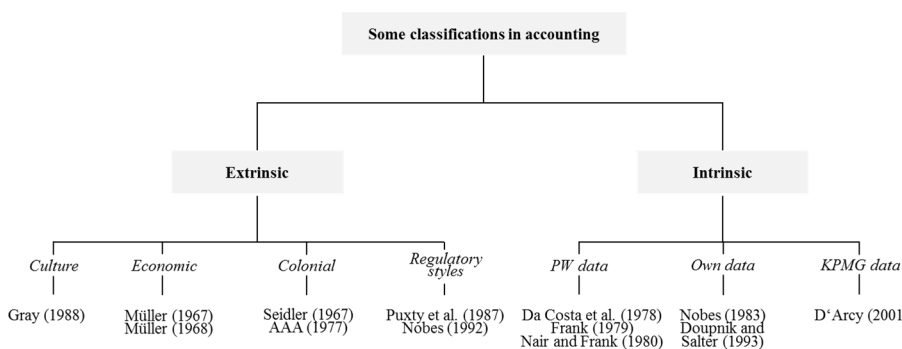 Some classifications in accounting
Extrinsic
Intrinsic
Culture
Economic
Colonial
Regulatory
styles
PW data
Own data
KPMG data
Gray (1988)
Müller (1967)
Müller (1968)
Seidler (1967)
AAA (1977)
Puxty et al. (1987)
Nobes (1992)
Da Costa et al. (1978)
Frank (1979)
Nair and Frank (1980)
Nobes (1983)
Doupnik and
Salter (1993)
D‘Arcy (2001